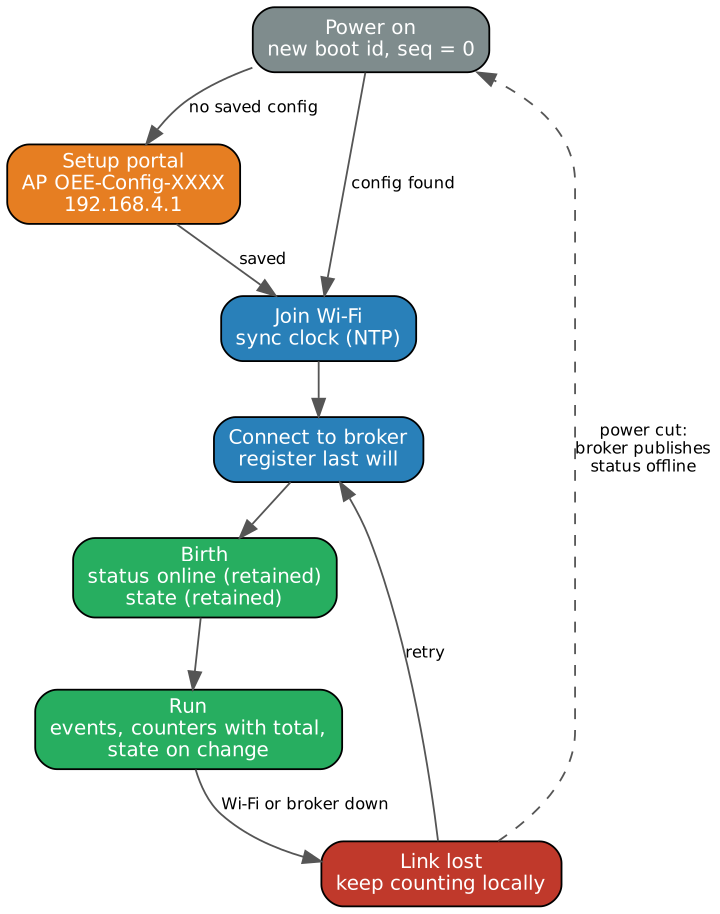 Power on
new boot id, seq = 0
no saved config
Setup portal
AP OEE-Config-XXXX
192.168.4.1
config found
saved
Join Wi-Fi
sync clock (NTP)
Connect to broker
register last will
power cut:
broker publishes
status offline
Birth
status online (retained)
state (retained)
retry
Run
events, counters with total,
state on change
Wi-Fi or broker down
Link lost
keep counting locally